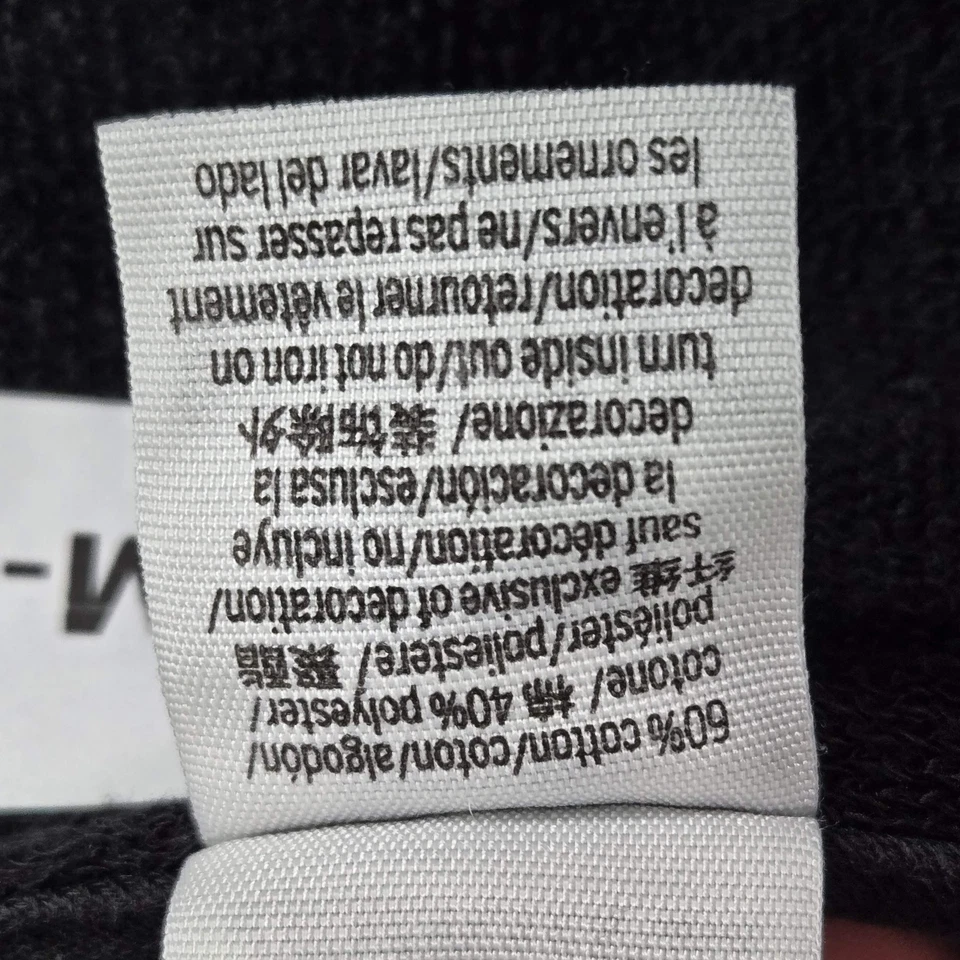 60% cotton/coton/algodón/
cotone/ 棉 40% polyester/
poliéster/poliestere/ 聚酯
纤维 exclusive of decoration/
sauf décoration/no incluye
la decoración/esclusa la
decorazione/ 装饰除外
turn inside out/do not iron on
decoration/retourner le vêtement
à l'envers/ne pas repasser sur
les ornements/lavar del lado